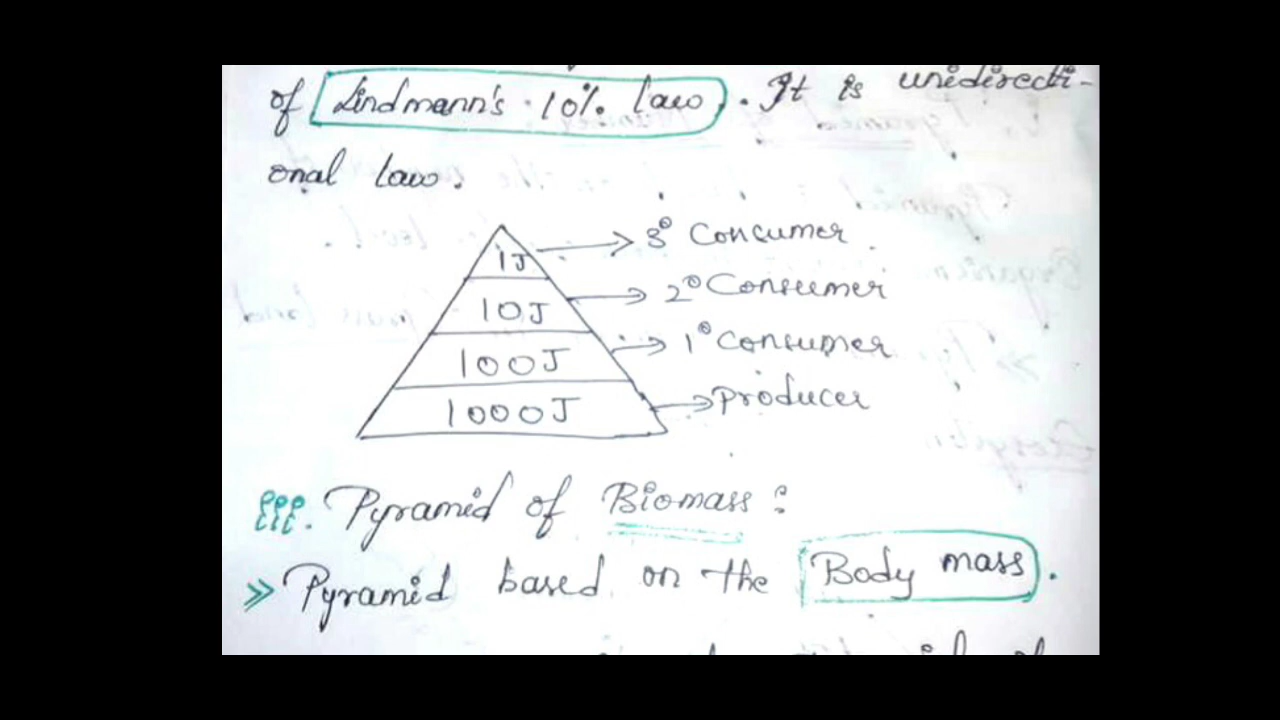 of Lindmann's 10% law. It is unidirecti-
onal law.
1J → 3° Consumer
10J → 2° Consumer
100J → 1° Consumer
1000J → Producer
iii. Pyramid of Biomass:
>> Pyramid based on the Body mass.